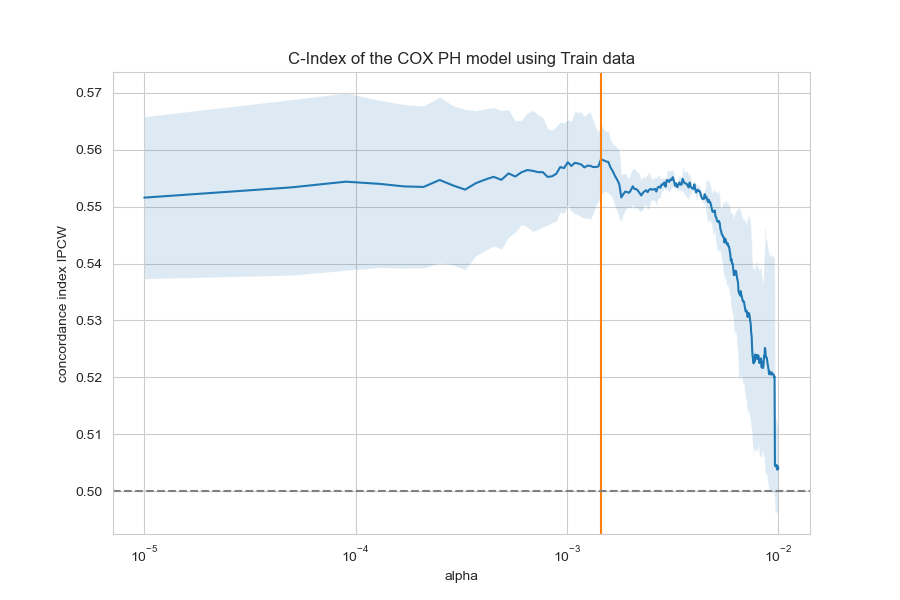 C-Index of the COX PH model using Train data
concordance index IPCW
0.57
0.56
0.55
0.54
0.53
0.52
0.51
0.50
10⁻⁵ 10⁻⁴ 10⁻³ 10⁻²
alpha